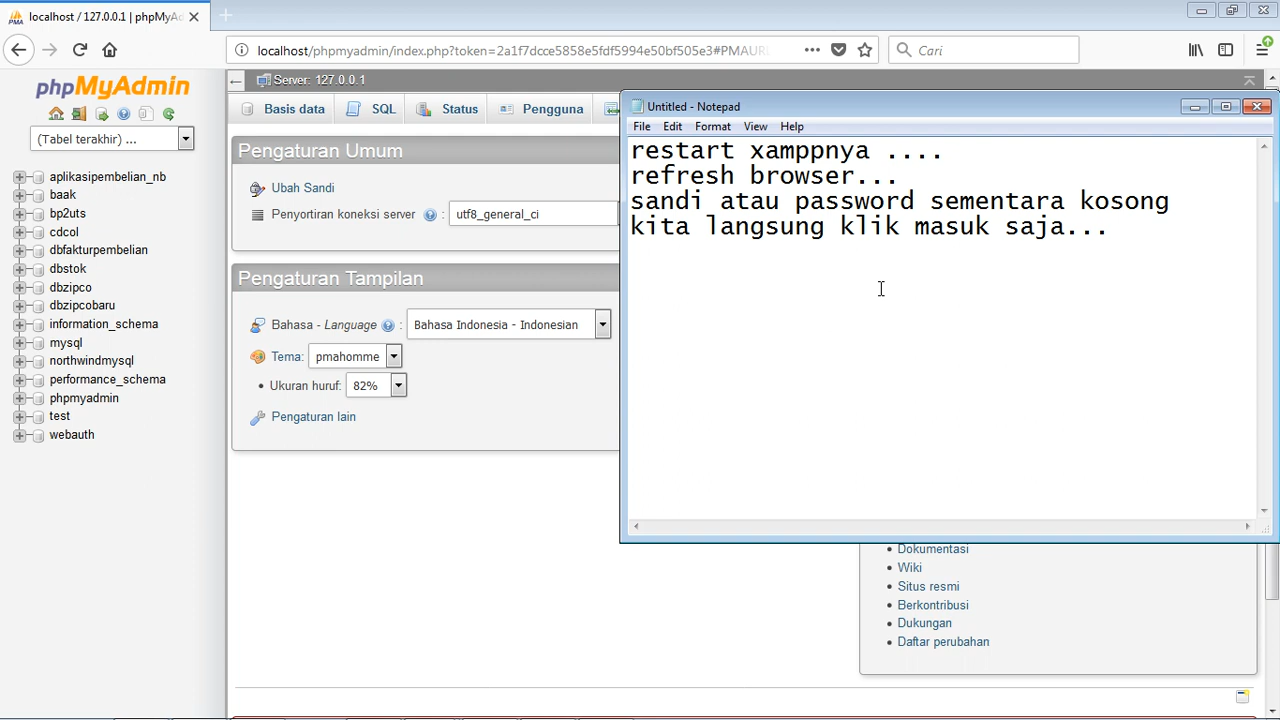 localhost / 127.0.0.1 | phpMyAd
localhost/phpmyadmin/index.php?token=2a1f7dcce5858e5fdf5994e50bf505e3#PMAUR
Cari
phpMyAdmin
(Tabel terakhir) ...
aplikasipembelian_nb
baak
bp2uts
cdcol
dbfakturpembelian
dbstok
dbzipco
dbzipcobaru
information_schema
mysql
northwindmysql
performance_schema
phpmyadmin
test
webauth
Server: 127.0.0.1
Basis data
SQL
Status
Pengguna
Pengaturan Umum
Ubah Sandi
Penyortiran koneksi server :
utf8_general_ci
Pengaturan Tampilan
Bahasa - Language :
Bahasa Indonesia - Indonesian
Tema: pmahomme
Ukuran huruf: 82%
Pengaturan lain
Untitled - Notepad
File Edit Format View Help
restart xamppnya ....
refresh browser...
sandi atau password sementara kosong
kita langsung klik masuk saja...
Dokumentasi
Wiki
Situs resmi
Berkontribusi
Dukungan
Daftar perubahan